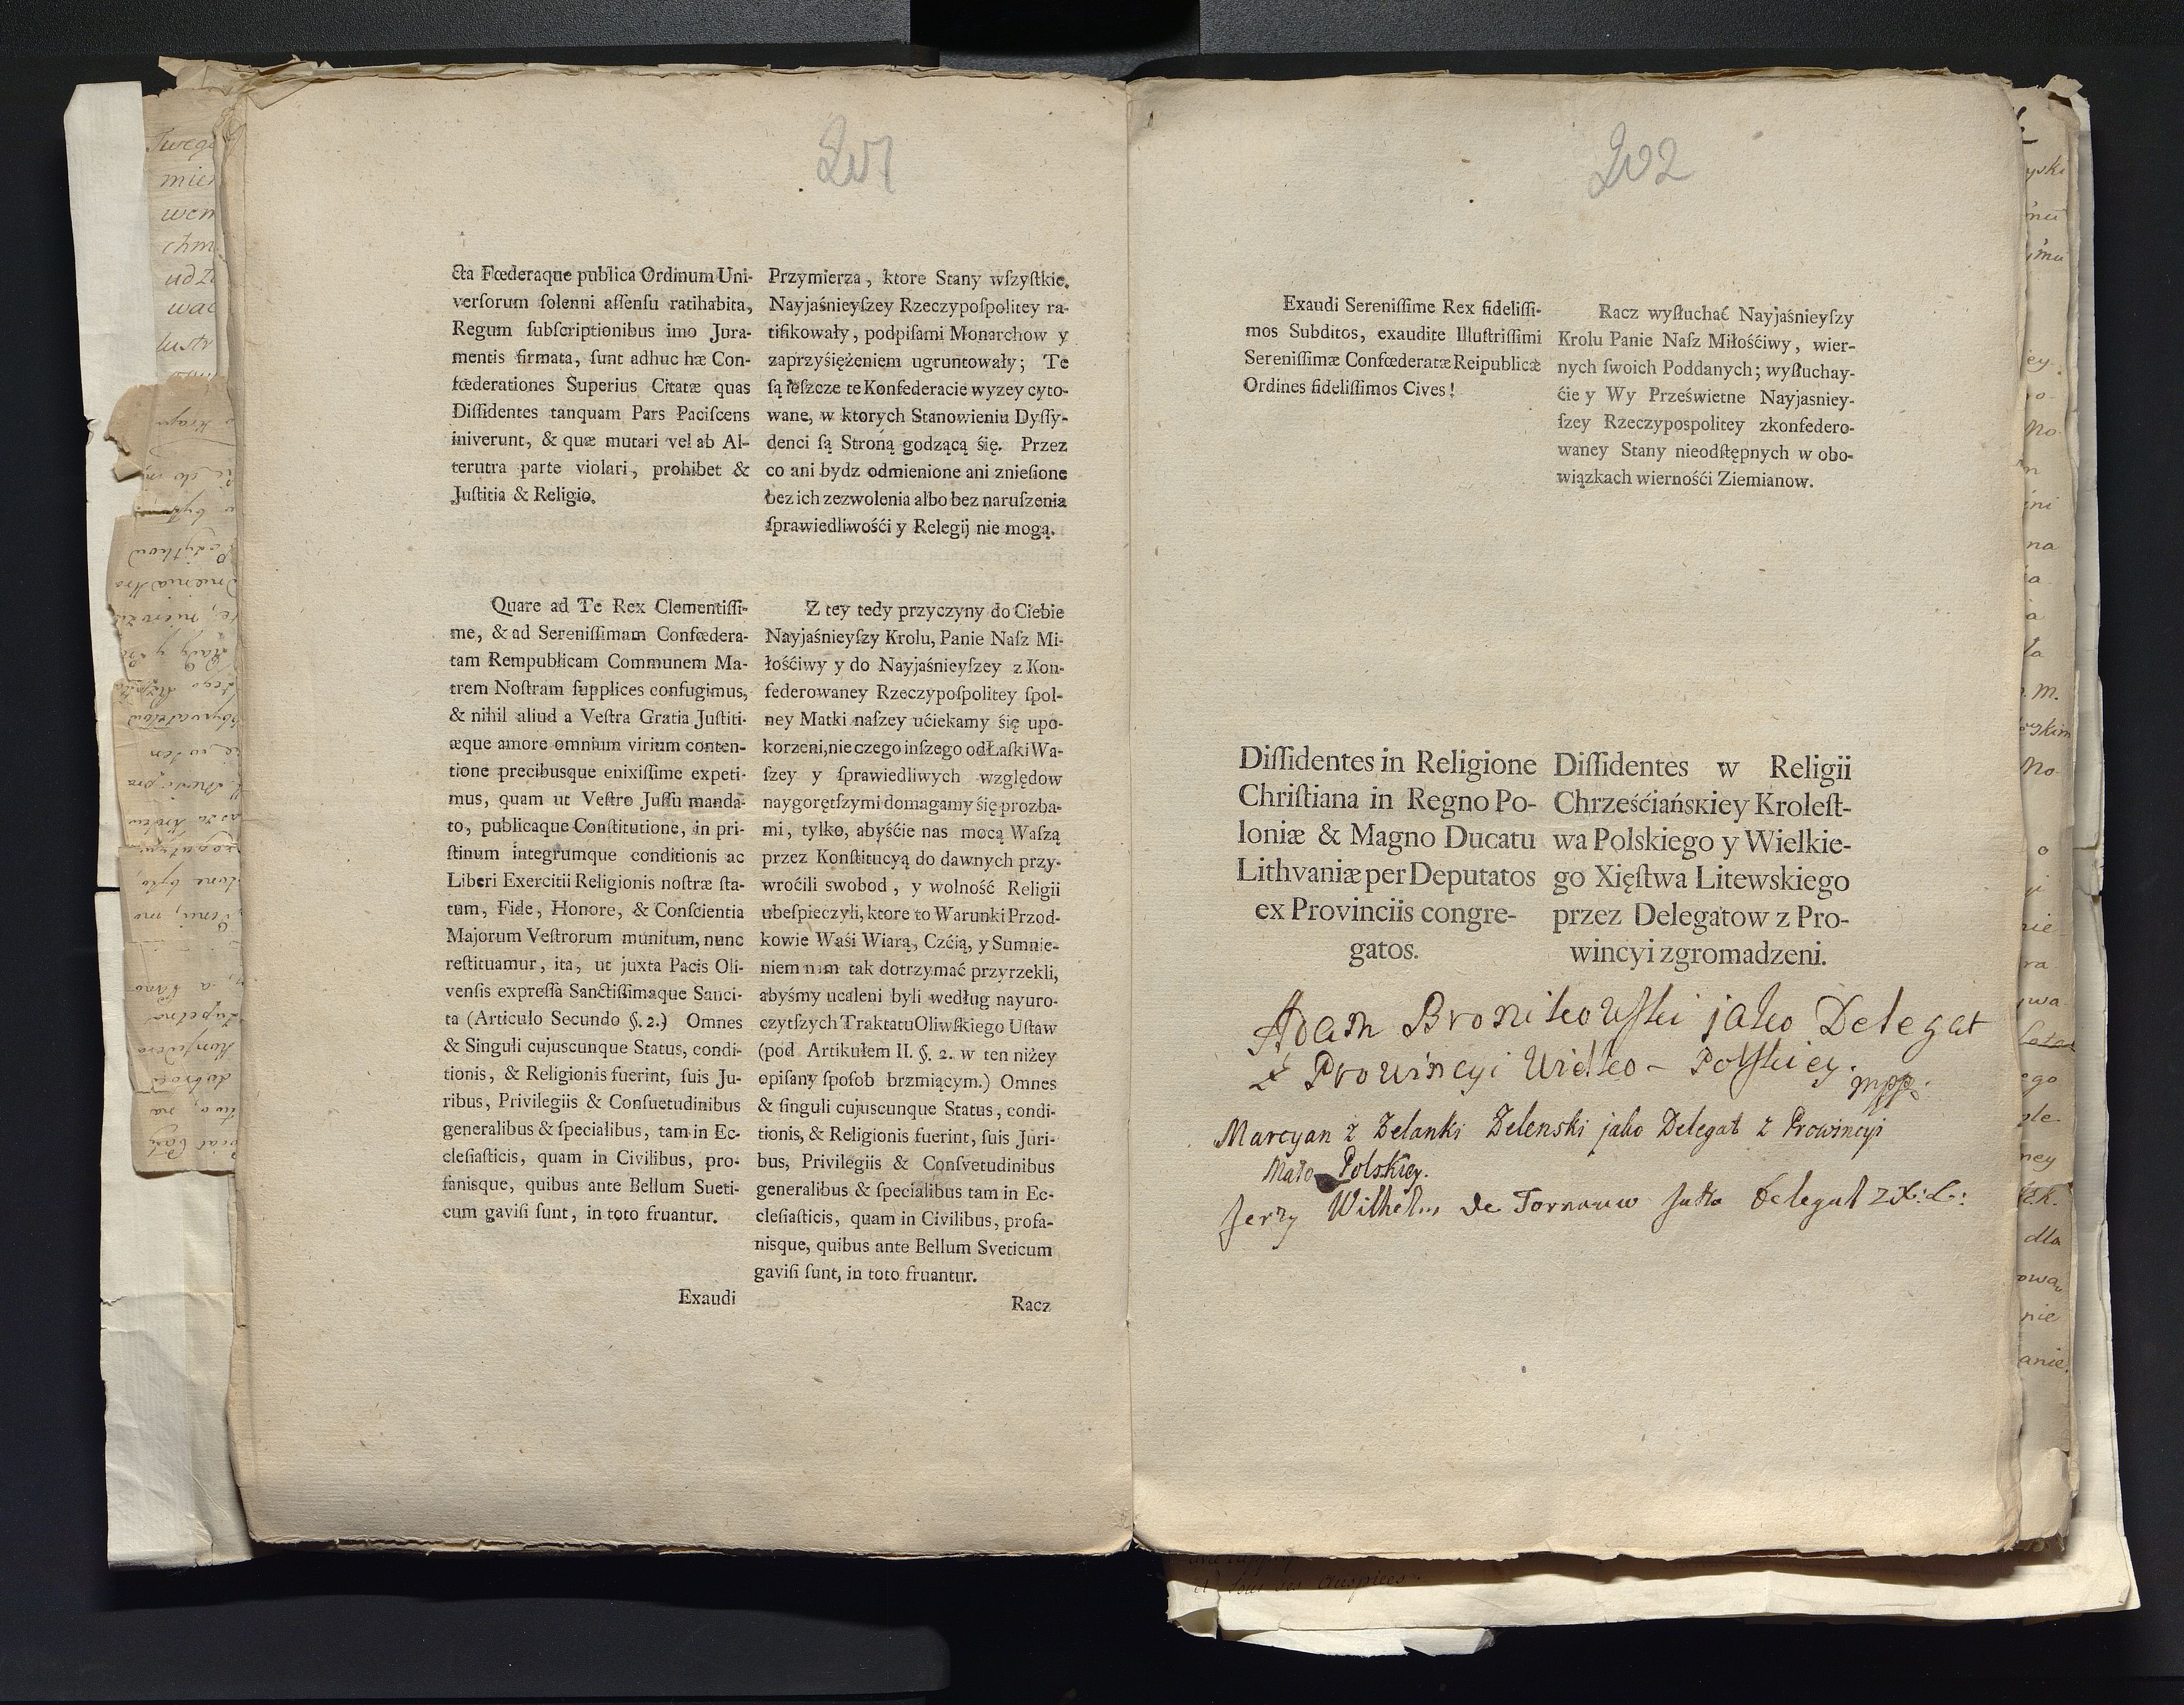 201
cta Fœderaque publica Ordinum Uni-
verſorum ſolenni aſſenſu ratihabita,
Regum ſubſcriptionibus imo Jura-
mentis firmata, ſunt adhuc hæ Con-
fœderationes Superius Citatæ quas
Diſſidentes tanquam Pars Paciſcens
iniverunt, & quæ mutari vel ab Al-
terutra parte violari, prohibet &
Juſtitia & Religio.
Quare ad Te Rex Clementiſſi-
me, & ad Sereniſſimam Confœdera-
tam Rempublicam Communem Ma-
trem Noſtram ſupplices confugimus,
& nihil aliud a Veſtra Gratia Juſtiti-
æque amore omnium virium conten-
tione precibusque enixiſſime expeti-
mus, quam ut Veſtro Juſſu manda-
to, publicaque Conſtitutione, in pri-
ſtinum integrumque conditionis ac
Liberi Exercitii Religionis noſtræ ſta-
tum, Fide, Honore, & Conſcientia
Majorum Veſtrorum munitum, nunc
reſtituamur, ita, ut juxta Pacis Oli-
venſis expreſſa Sanctiſſimaque Sanci-
ta (Articulo Secundo §. 2.) Omnes
& Singuli cujuscunque Status, condi-
tionis, & Religionis fuerint, ſuis Ju-
ribus, Privilegiis & Conſuetudinibus
generalibus & ſpecialibus, tam in Ec-
cleſiaſticis, quam in Civilibus, pro-
fanisque, quibus ante Bellum Sueti-
cum gaviſi ſunt, in toto fruantur.
Exaudi
Przymierza, ktore Stany wſzyſtkie.
Nayjaśnieyſzey Rzeczypoſpolitey ra-
tifikowały, podpiſami Monarchow y
zaprzyśiężeniem ugruntowały; Te
ſą ieſzcze te Konfederacie wyzey cyto-
wane, w ktorych Stanowieniu Dyſſy-
denci ſą Stroną godzącą śię. Przez
co ani bydz odmienione ani znieſione
bez ich zezwolenia albo bez naruſzenia
ſprawiedliwośći y Relegij nie mogą.
Z tey tedy przyczyny do Ciebie
Nayjaśnieyſzy Krolu, Panie Naſz Mi-
łośćiwy y do Nayjaśnieyſzey z Kon-
federowaney Rzeczypoſpolitey ſpol-
ney Matki naſzey ućiekamy śię upo-
korzeni, nie czego inſzego od Łaſki Wa-
ſzey y ſprawiedliwych względow
naygorętſzymi domagamy śię prozba-
mi, tylko, abyśćie nas mocą Waſzą
przez Konſtitucyą do dawnych przy-
wroćili swobod, y wolność Religii
ubeſpieczyli, ktore to Warunki Przod-
kowie Waśi Wiarą, Czćią, y Sumnie-
niem nam tak dotrzymać przyrzekli,
abyśmy ucaleni byli według nayuro-
czytſzych Traktatu Oliwſkiego Uſtaw
(pod Artikułem II. §. 2. w ten niżey
opiſany ſpoſob brzmiącym.) Omnes
& ſinguli cujuscunque Status, condi-
tionis, & Religionis fuerint, ſuis Juri-
bus, Privilegiis & Conſvetudinibus
generalibus & ſpecialibus tam in Ec-
cleſiaſticis, quam in Civilibus, profa-
nisque, quibus ante Bellum Sveticum
gaviſi ſunt, in toto fruantur.
Racz
202
Exaudi Sereniſſime Rex fideliſſi-
mos Subditos, exaudite Illuſtriſſimi
Sereniſſimæ Confœderatæ Reipublicæ
Ordines fideliſſimos Cives!
Racz wyſłuchać Nayjaśnieyſzy
Krolu Panie Naſz Miłośćiwy, wier-
nych ſwoich Poddanych; wyſłuchay-
ćie y Wy Prześwietne Nayjasniey-
ſzey Rzeczypospolitey zkonfedero-
waney Stany nieodſtępnych w obo-
wiązkach wiernośći Ziemianow.
Diſſidentes in Religione
Chriſtiana in Regno Po-
loniæ & Magno Ducatu
Lithvaniæ per Deputatos
ex Provinciis congre-
gatos.
Diſſidentes w Religii
Chrześćiańsĸiey Kroleſt-
wa Polskiego y Wielkie-
go Xięſtwa Litewskiego
przez Delegatow z Pro-
wincyi zgromadzeni.
Adam Bronikowſki jako Delegat
z Prowincyi Wielko-Polſkiey. mpp.
Marcyan z Zelanki Zelenski jako Delegat z Prowincyi
Mało Polskiey.
Jerzy Wilhelm de Tornauw jako Delegat z X: L: